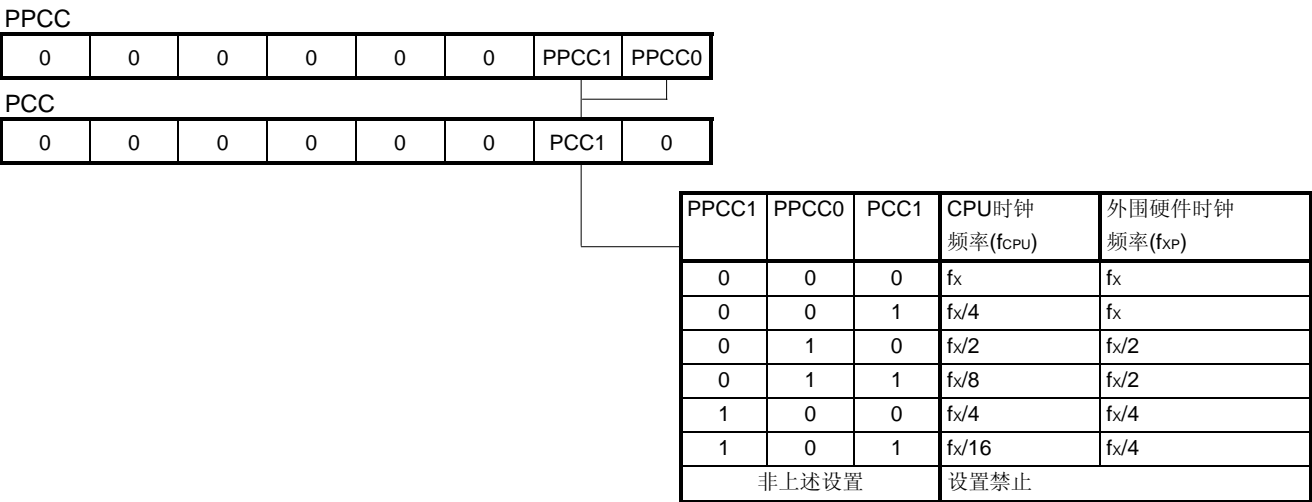 PPCC
0 0 0 0 0 0 PPCC1 PPCC0
PCC
0 0 0 0 0 0 PCC1 0
PPCC1 PPCC0 PCC1 CPU时钟 外围硬件时钟
频率(fCPU) 频率(fXP)
0 0 0 fX fX
0 0 1 fX/4 fX
0 1 0 fX/2 fX/2
0 1 1 fX/8 fX/2
1 0 0 fX/4 fX/4
1 0 1 fX/16 fX/4
非上述设置 设置禁止